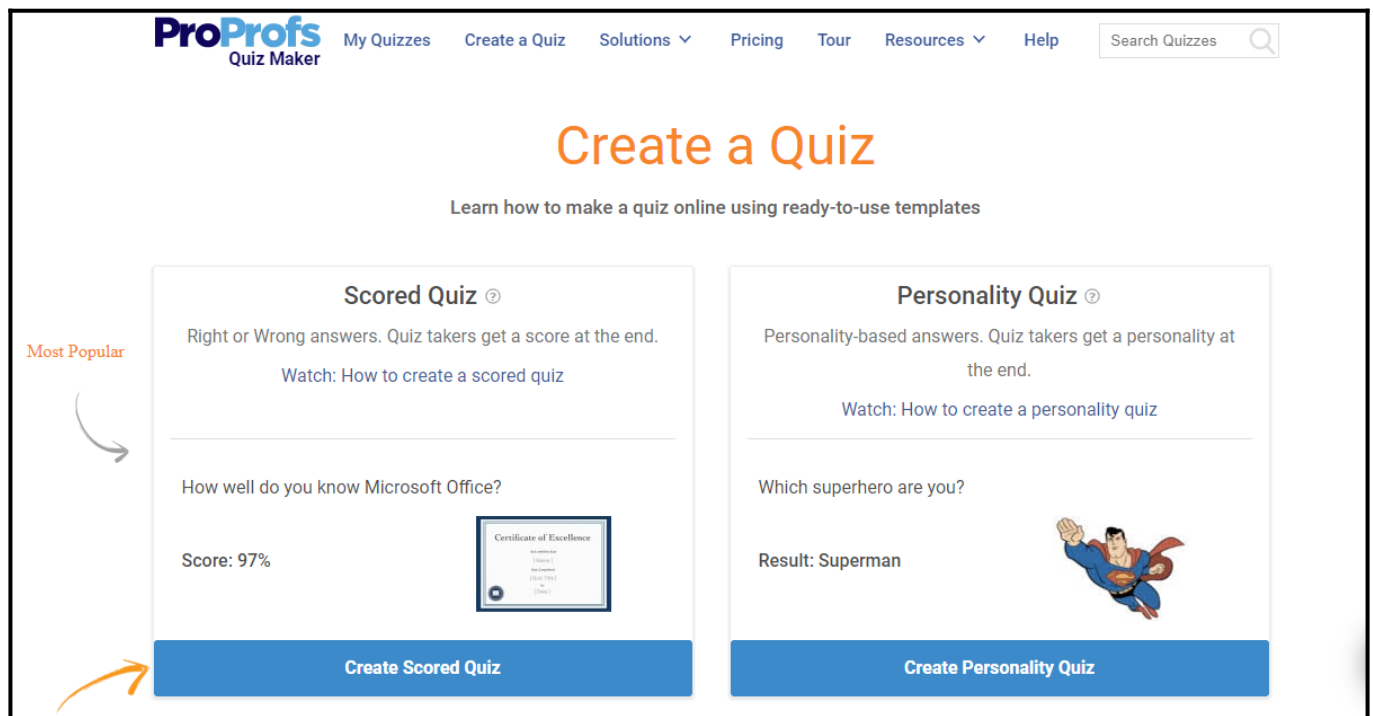 ProProfs
Quiz Maker
My Quizzes Create a Quiz Solutions Pricing Tour Resources Help Search Quizzes
Create a Quiz
Learn how to make a quiz online using ready-to-use templates
Scored Quiz
Right or Wrong answers. Quiz takers get a score at the end.
Watch: How to create a scored quiz
Most Popular
How well do you know Microsoft Office?
Score: 97%
Certificate of Excellence
[Name]
[Quiz Title]
[Date]
Create Scored Quiz
Personality Quiz
Personality-based answers. Quiz takers get a personality at
the end.
Watch: How to create a personality quiz
Which superhero are you?
Result: Superman
Create Personality Quiz